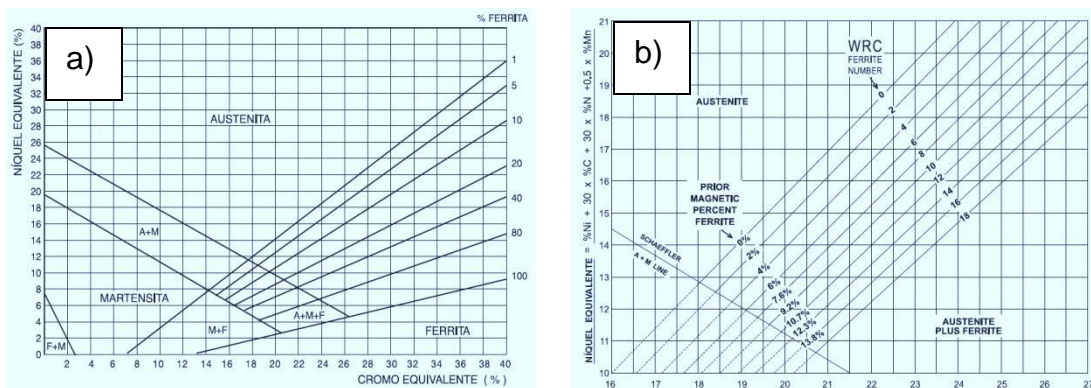 a)
% FERRITA
NÍQUEL EQUIVALENTE (%)
40
38
36
34
32
30
28
26
24
22
20
18
16
14
12
10
8
6
4
2
0
1
5
10
20
40
80
100
AUSTENITA
A+M
MARTENSITA
F+M
M+F
A+M+F
FERRITA
2 4 6 8 10 12 14 16 18 20 22 24 26 28 30 32 34 36 38 40
CROMO EQUIVALENTE (%)
b)
NÍQUEL EQUIVALENTE = %Ni + 30 x %C + 30 x %N +0,5 x %Mn
21
20
19
18
17
16
15
14
13
12
11
10
WRC
FERRITE
NUMBER
0
2
4
6
8
10
12
14
16
18
AUSTENITE
PRIOR
MAGNETIC
PERCENT
FERRITE
0%
2%
4%
6%
7.6%
9.2%
10.7%
12.3%
13.8%
SCHAEFFLER
A + M LINE
AUSTENITE
PLUS FERRITE
16 17 18 19 20 21 22 23 24 25 26